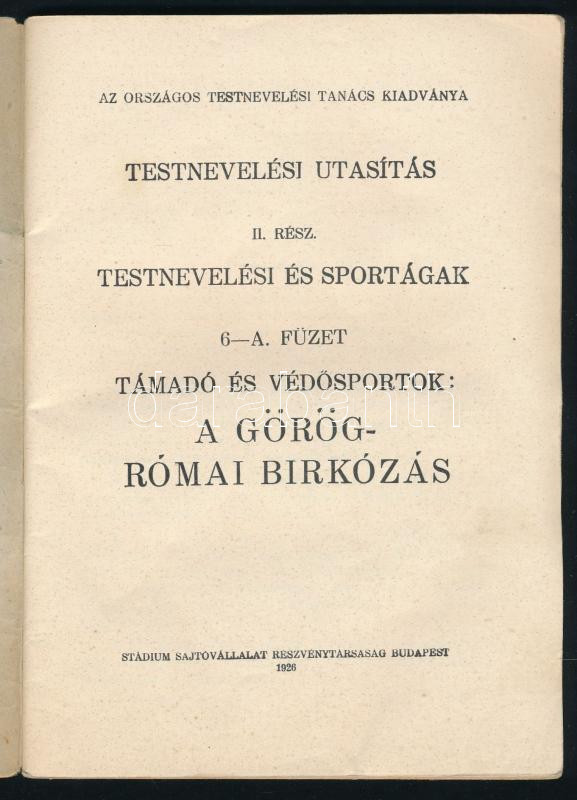 AZ ORSZÁGOS TESTNEVELÉSI TANÁCS KIADVÁNYA
TESTNEVELÉSI UTASÍTÁS
II. RÉSZ.
TESTNEVELÉSI ÉS SPORTÁGAK
6—A. FÜZET
TÁMADÓ ÉS VÉDŐSPORTOK:
darabanth
A GÖRÖG-
RÓMAI BIRKÓZÁS
STÁDIUM SAJTÓVÁLLALAT RÉSZVÉNYTÁRSASÁG BUDAPEST
1926